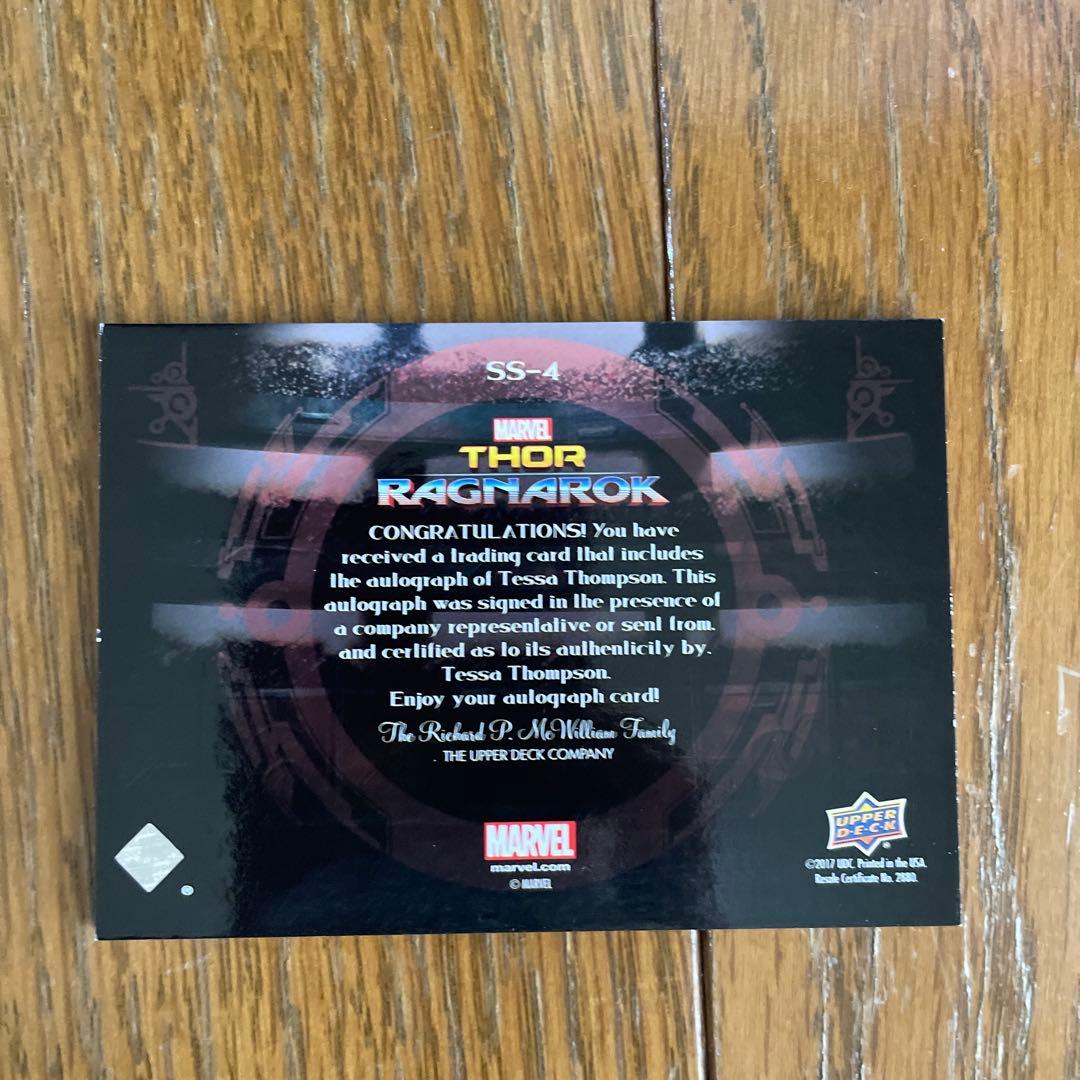 SS-4
MARVEL
THOR
RAGNAROK
CONGRATULATIONS! You have
received a trading card that includes
the autograph of Tessa Thompson. This
autograph was signed in the presence of
a company representative or sent from,
and certified as to its authenticity by,
Tessa Thompson.
Enjoy your autograph card!
The Richard P. McWilliam Family
THE UPPER DECK COMPANY
MARVEL
marvel.com
© MARVEL
UPPER
D·E·C·K
®
©2017 UDC. Printed in the USA.
Resale Certificate No. 2880.